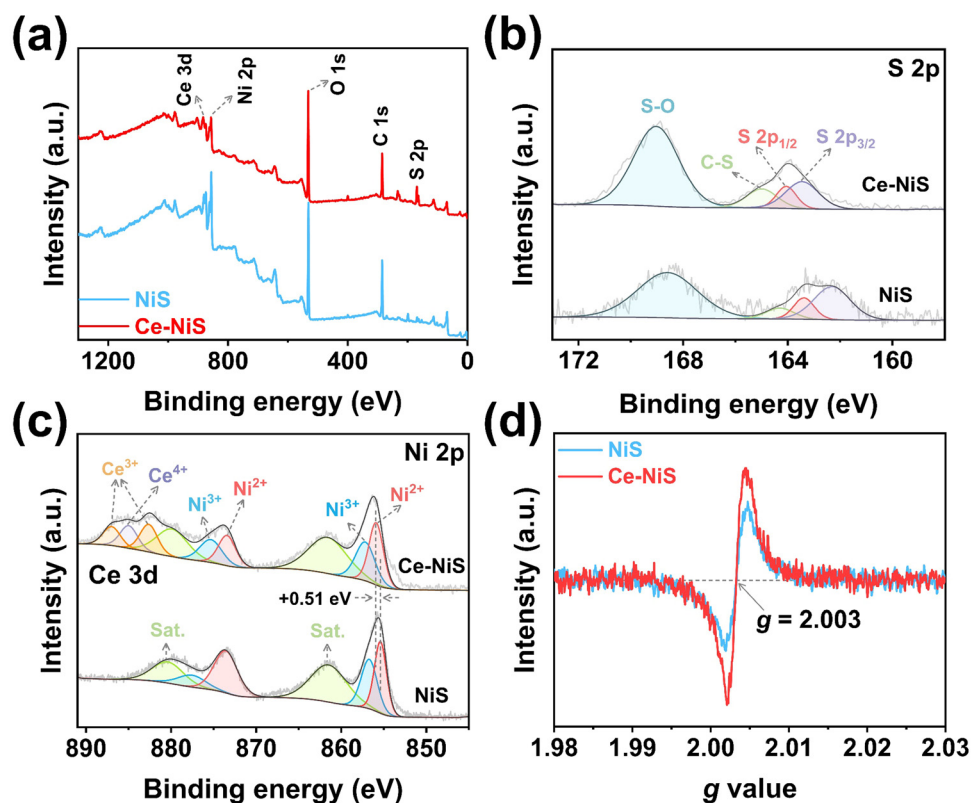 (a)
Intensity (a.u.)
Ce 3d
Ni 2p
O 1s
C 1s
S 2p
NiS
Ce-NiS
1300
800
400
0
Binding energy (eV)
(b)
S 2p
Intensity (a.u.)
S-O
C-S
S 2p1/2
S 2p3/2
Ce-NiS
NiS
172
168
164
160
Binding energy (eV)
(c)
Ni 2p
Intensity (a.u.)
Ce3+
Ce4+
Ni3+
Ni2+
Ni3+
Ni2+
Ce 3d
Ce-NiS
+0.51 eV
Sat.
Sat.
NiS
890
880
870
860
850
Binding energy (eV)
(d)
Intensity (a.u.)
NiS
Ce-NiS
g = 2.003
1.98
1.99
2.00
2.01
2.02
2.03
g value